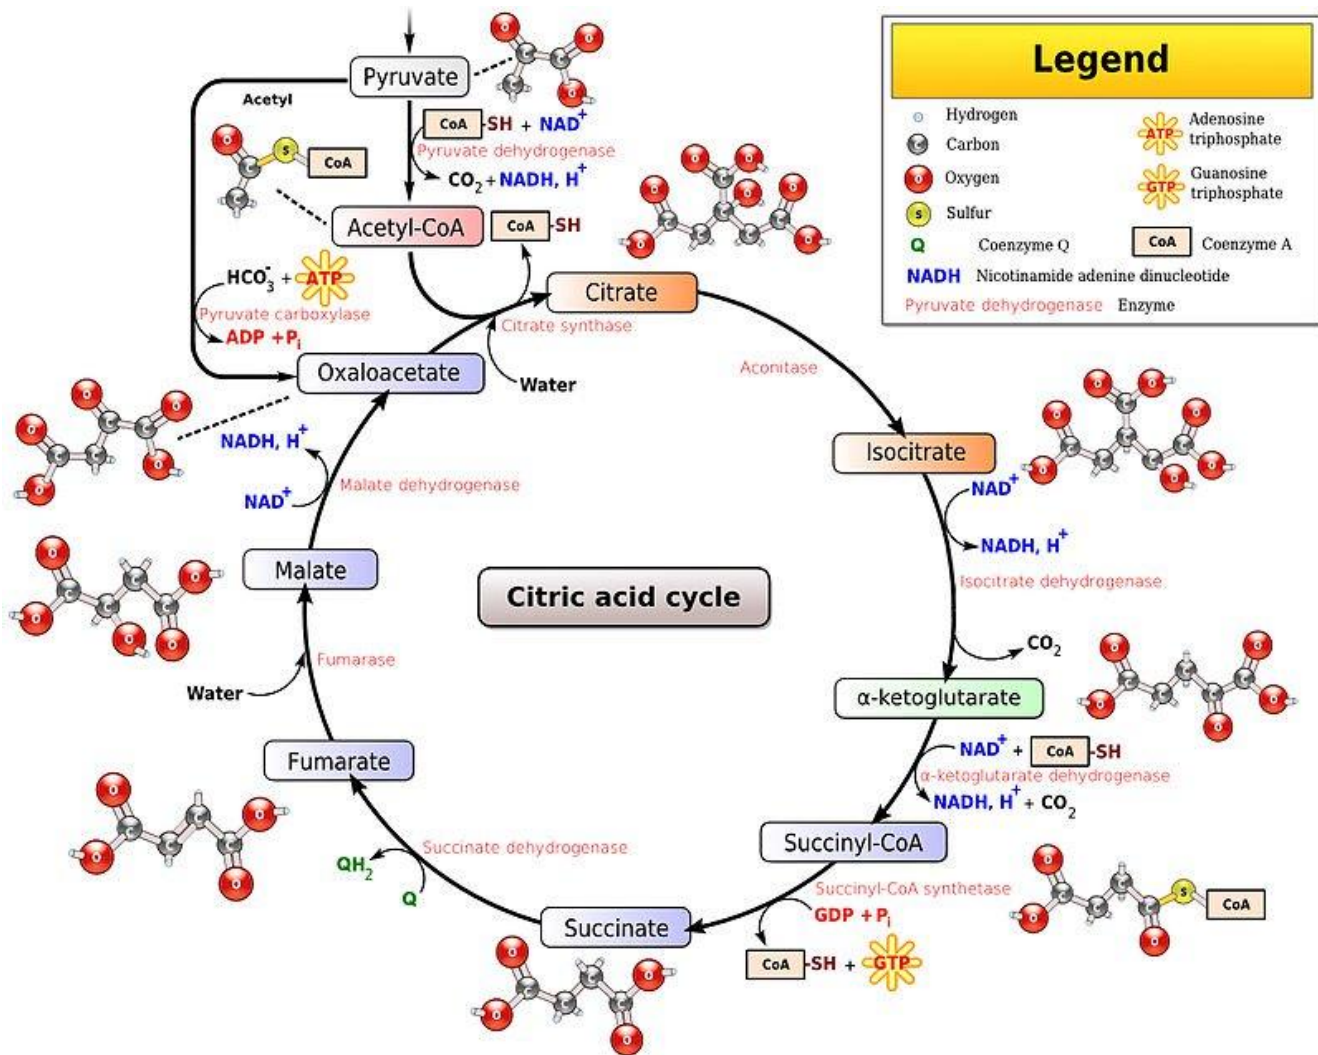 Legend
Hydrogen
Carbon
Oxygen
S Sulfur
Q Coenzyme Q
NADH Nicotinamide adenine dinucleotide
Pyruvate dehydrogenase Enzyme
ATP Adenosine
triphosphate
GTP Guanosine
triphosphate
CoA Coenzyme A
Pyruvate
Acetyl
S CoA
CoA-SH + NAD+
Pyruvate dehydrogenase
CO2+NADH, H+
Acetyl-CoA
CoA-SH
HCO3- + ATP
Pyruvate carboxylase
ADP +Pi
Citrate
Citrate synthase
Water
Oxaloacetate
Aconitase
Isocitrate
NAD+
NADH, H+
Isocitrate dehydrogenase
CO2
α-ketoglutarate
NAD+ + CoA-SH
α-ketoglutarate dehydrogenase
NADH, H+ + CO2
Succinyl-CoA
S CoA
Succinyl-CoA synthetase
GDP +Pi
CoA-SH + GTP
Succinate
Succinate dehydrogenase
QH2
Q
Fumarate
Fumarase
Water
Malate
Malate dehydrogenase
NAD+
NADH, H+
Citric acid cycle